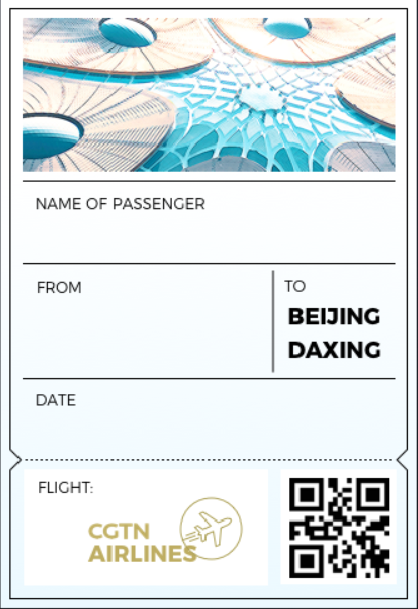 NAME OF PASSENGER
FROM
TO
BEIJING
DAXING
DATE
FLIGHT:
CGTN
AIRLINES